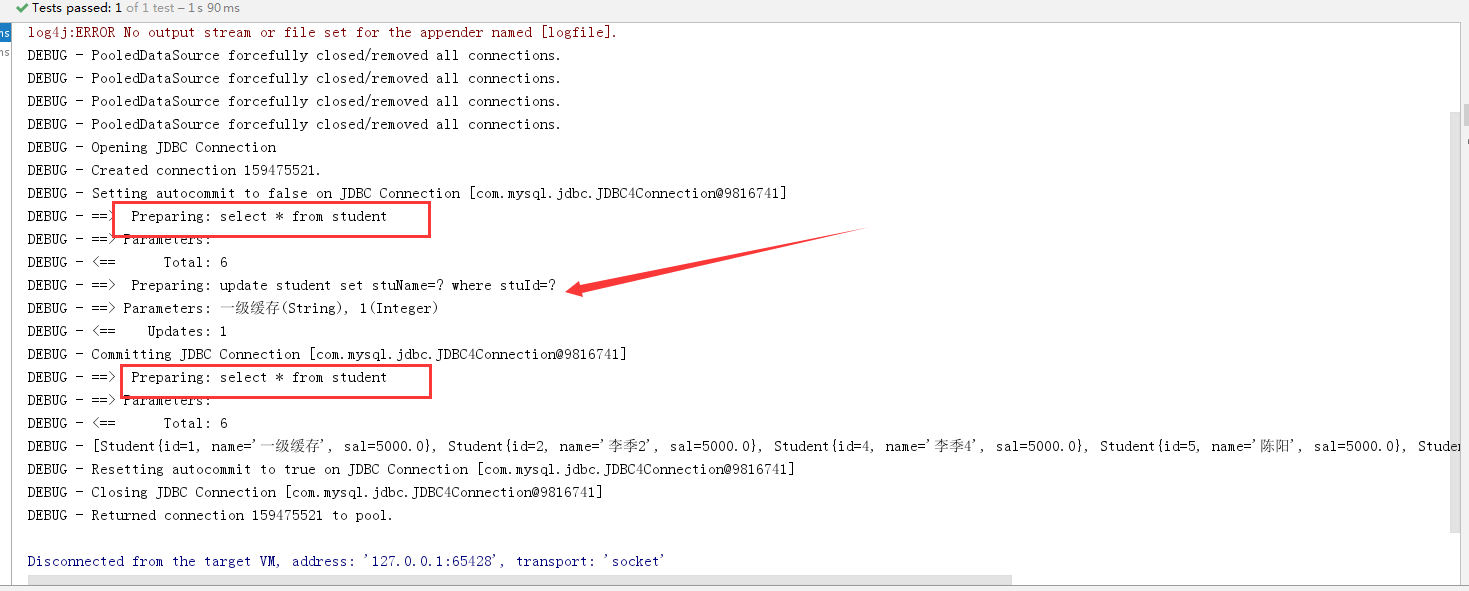 Tests passed: 1 of 1 test – 1 s 90 ms
log4j:ERROR No output stream or file set for the appender named [logfile].
DEBUG - PooledDataSource forcefully closed/removed all connections.
DEBUG - PooledDataSource forcefully closed/removed all connections.
DEBUG - PooledDataSource forcefully closed/removed all connections.
DEBUG - PooledDataSource forcefully closed/removed all connections.
DEBUG - Opening JDBC Connection
DEBUG - Created connection 159475521.
DEBUG - Setting autocommit to false on JDBC Connection [com.mysql.jdbc.JDBC4Connection@9816741]
DEBUG - ==>  Preparing: select * from student
DEBUG - ==> Parameters:
DEBUG - <==      Total: 6
DEBUG - ==>  Preparing: update student set stuName=? where stuId=?
DEBUG - ==> Parameters: 一级缓存(String), 1(Integer)
DEBUG - <==    Updates: 1
DEBUG - Committing JDBC Connection [com.mysql.jdbc.JDBC4Connection@9816741]
DEBUG - ==>  Preparing: select * from student
DEBUG - ==> Parameters:
DEBUG - <==      Total: 6
DEBUG - [Student{id=1, name='一级缓存', sal=5000.0}, Student{id=2, name='李季2', sal=5000.0}, Student{id=4, name='李季4', sal=5000.0}, Student{id=5, name='陈阳', sal=5000.0}, Stude
DEBUG - Resetting autocommit to true on JDBC Connection [com.mysql.jdbc.JDBC4Connection@9816741]
DEBUG - Closing JDBC Connection [com.mysql.jdbc.JDBC4Connection@9816741]
DEBUG - Returned connection 159475521 to pool.
Disconnected from the target VM, address: '127.0.0.1:65428', transport: 'socket'